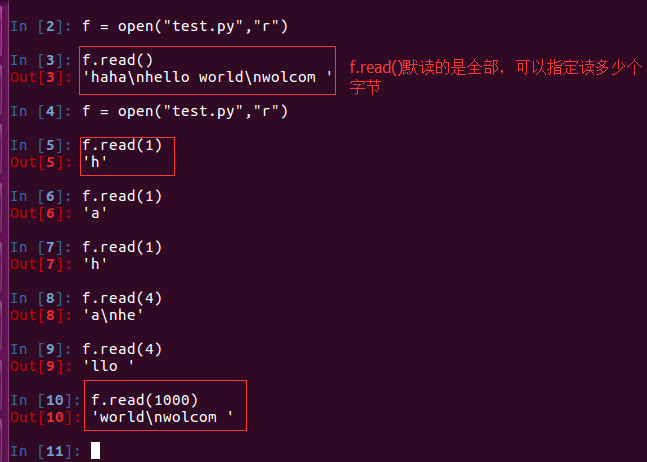 In [2]: f = open("test.py","r")
In [3]: f.read()
Out[3]: 'haha\nhello world\nwolcom '
f.read()默读的是全部，可以指定读多少个
字节
In [4]: f = open("test.py","r")
In [5]: f.read(1)
Out[5]: 'h'
In [6]: f.read(1)
Out[6]: 'a'
In [7]: f.read(1)
Out[7]: 'h'
In [8]: f.read(4)
Out[8]: 'a\nhe'
In [9]: f.read(4)
Out[9]: 'llo '
In [10]: f.read(1000)
Out[10]: 'world\nwolcom '
In [11]: